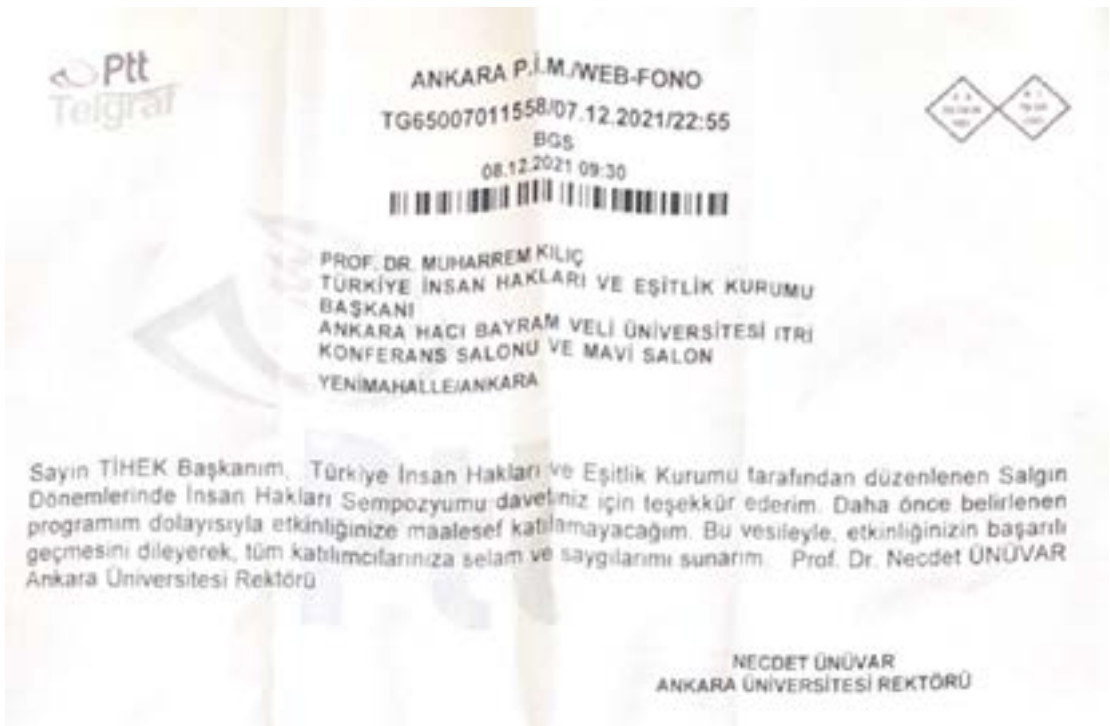 Ptt
Telgraf
ANKARA P.İ.M./WEB-FONO
TG65007011558/07.12.2021/22:55
BGS
08.12.2021 09:30
PROF. DR. MUHARREM KILIÇ
TÜRKİYE İNSAN HAKLARI VE EŞİTLİK KURUMU
BAŞKANI
ANKARA HACI BAYRAM VELİ ÜNİVERSİTESİ ITRİ
KONFERANS SALONU VE MAVİ SALON
YENİMAHALLE/ANKARA
Sayın TİHEK Başkanım, Türkiye İnsan Hakları ve Eşitlik Kurumu tarafından düzenlenen Salgın
Dönemlerinde İnsan Hakları Sempozyumu davetiniz için teşekkür ederim. Daha önce belirlenen
programım dolayısıyla etkinliğinize maalesef katılamayacağım. Bu vesileyle, etkinliğinizin başarılı
geçmesini dileyerek, tüm katılımcılarınıza selam ve saygılarımı sunarım. Prof. Dr. Necdet ÜNÜVAR
Ankara Üniversitesi Rektörü
NECDET ÜNÜVAR
ANKARA ÜNİVERSİTESİ REKTÖRÜ